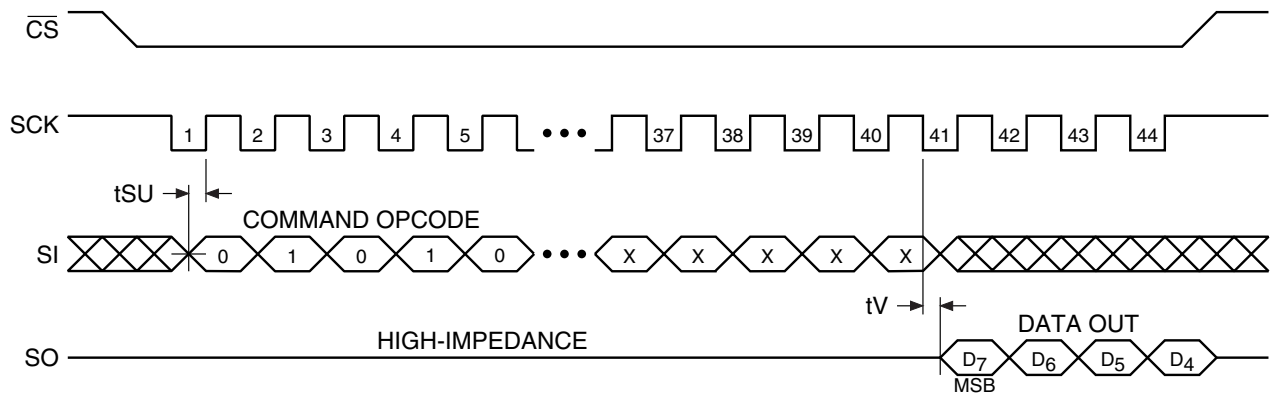 CS
SCK 1 2 3 4 5 ••• 37 38 39 40 41 42 43 44
tSU
COMMAND OPCODE
SI 0 1 0 1 0 ••• X X X X X
tV
HIGH-IMPEDANCE
DATA OUT
SO D7 D6 D5 D4
MSB